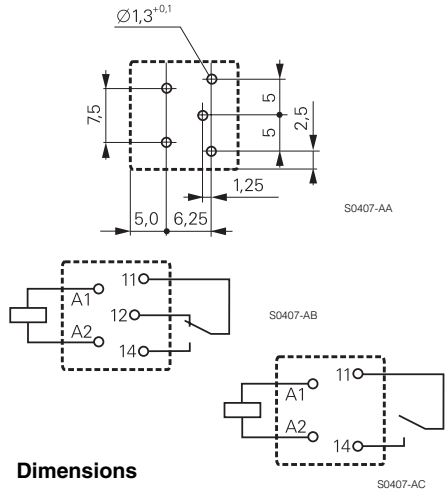 Ø1,3+0,1
7,5
5
5
2,5
1,25
5,0
6,25
S0407-AA
11
A1
12
A2
14
S0407-AB
11
A1
A2
14
S0407-AC
Dimensions